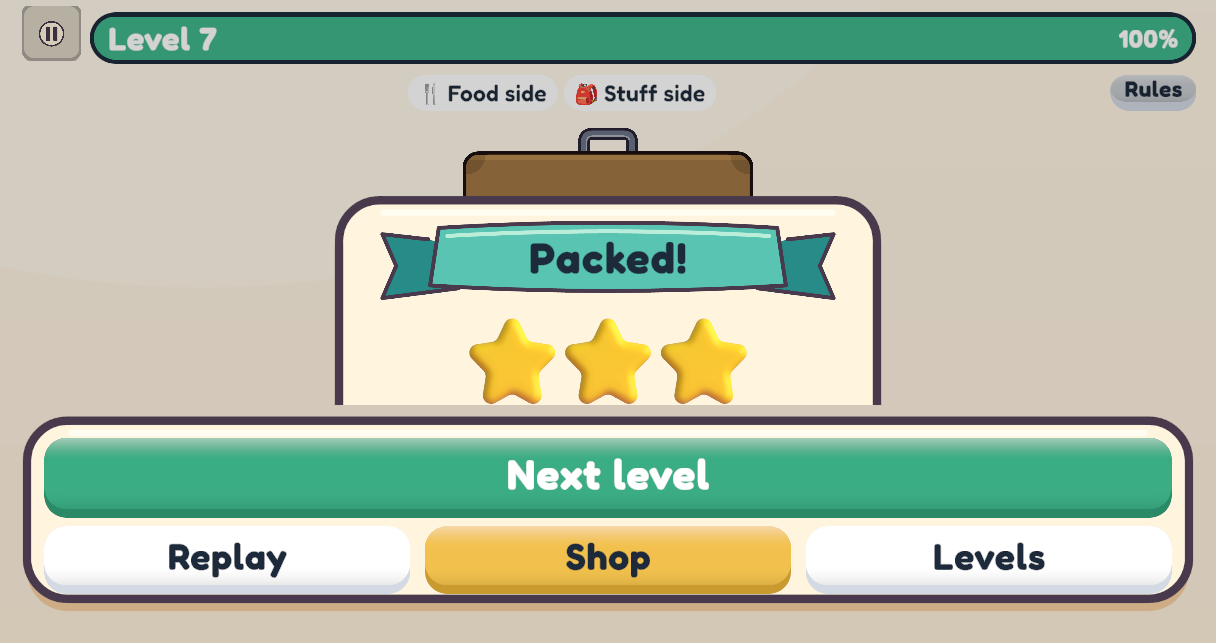 Level 7
100%
Food side
Stuff side
Rules
Packed!
Next level
Replay
Shop
Levels